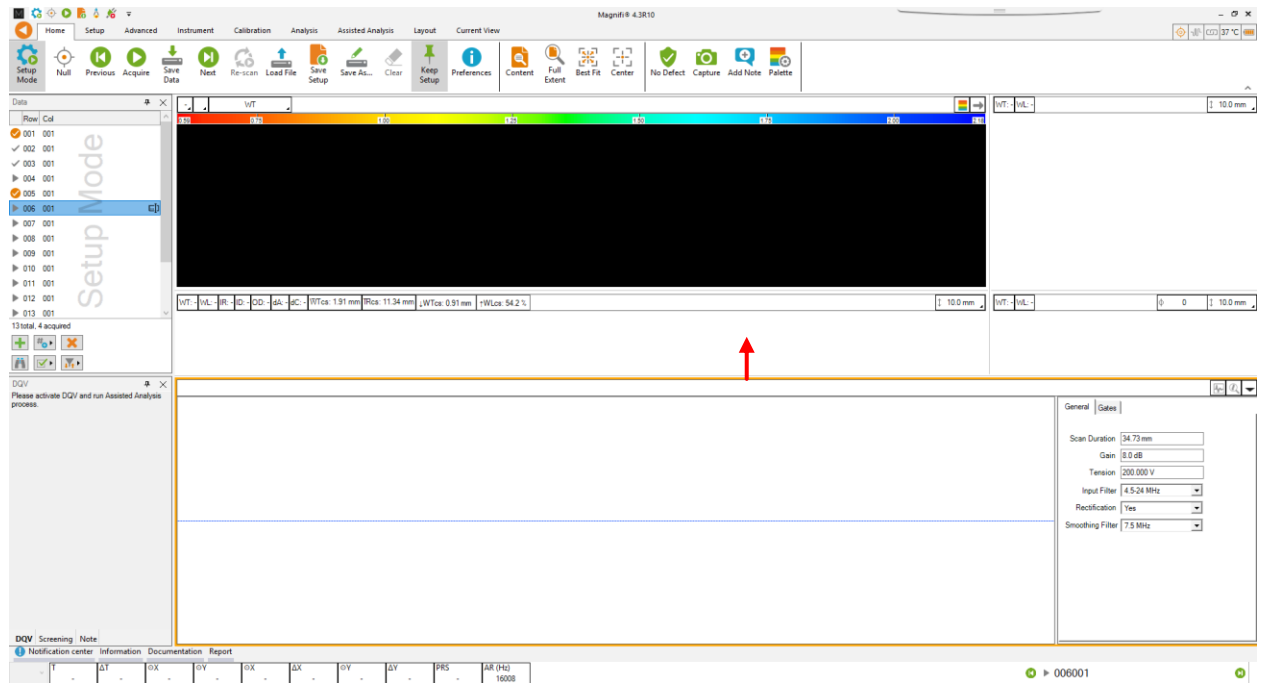 Magnifi® 4.3R10
Home Setup Advanced Instrument Calibration Analysis Assisted Analysis Layout Current View
37 °C
Setup Mode
Null
Previous
Acquire
Save Data
Next
Re-scan
Load File
Save Setup
Save As...
Clear
Keep Setup
Preferences
Content
Full Extent
Best Fit
Center
No Defect
Capture
Add Note
Palette
Data
Row Col
001 001
002 001
003 001
004 001
005 001
006 001
007 001
008 001
009 001
010 001
011 001
012 001
013 001
Setup Mode
13 total, 4 acquired
- WT
0.75 1.00 1.25 1.50 1.75 2.00
WT: - WL: - 10.0 mm
WT: - WL: - IR: - ID: - OD: - dA: - dC: - WTcs: 1.91 mm IRcs: 11.34 mm ↓WTcs: 0.91 mm ↑WLcs: 54.2 % 10.0 mm
WT: - WL: - 0 10.0 mm
DQV
Please activate DQV and run Assisted Analysis
process.
General Gates
Scan Duration 34.73 mm
Gain 8.0 dB
Tension 200.000 V
Input Filter 4.5-24 MHz
Rectification Yes
Smoothing Filter 7.5 MHz
DQV Screening Note
Notification center Information Documentation Report
T ΔT ○X ○Y ○X ΔX ○Y ΔY PRS AR (Hz)
- - - - - - - - - - 16008
006001